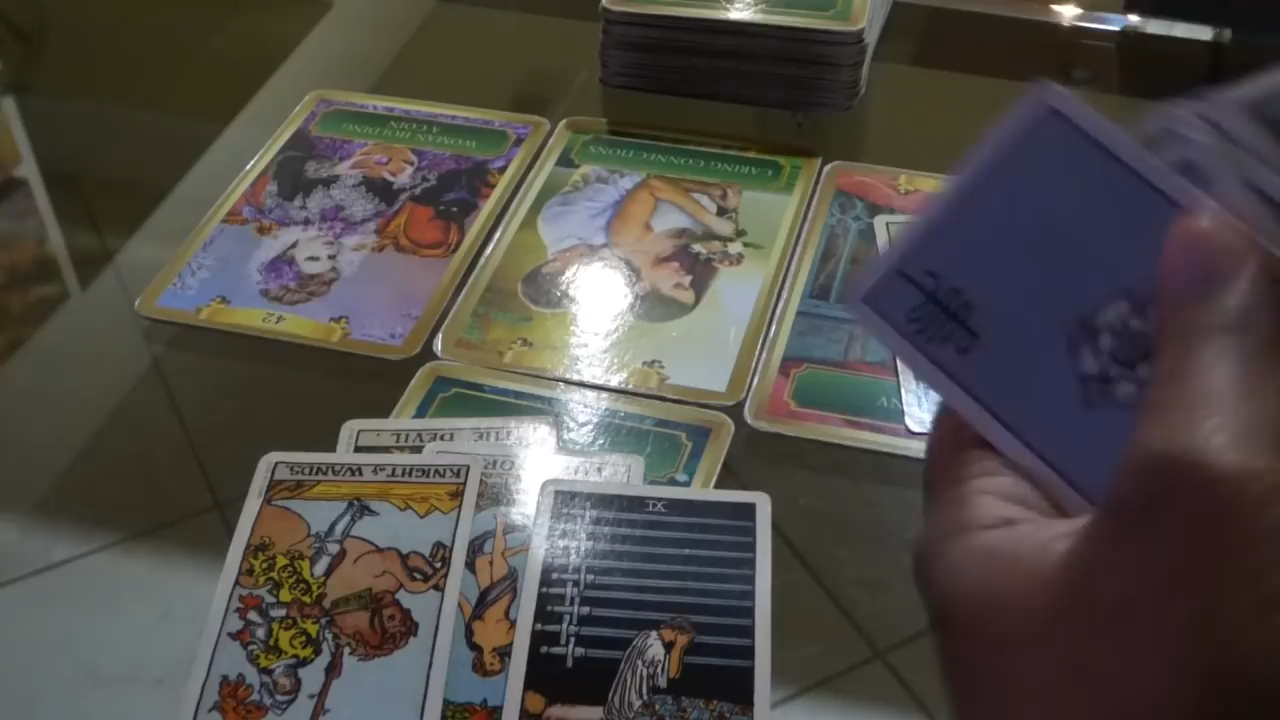 WOMAN HOLDING
A COIN
42
CARING CONNECTIONS
THE DEVIL.
KNIGHT of WANDS.
IX